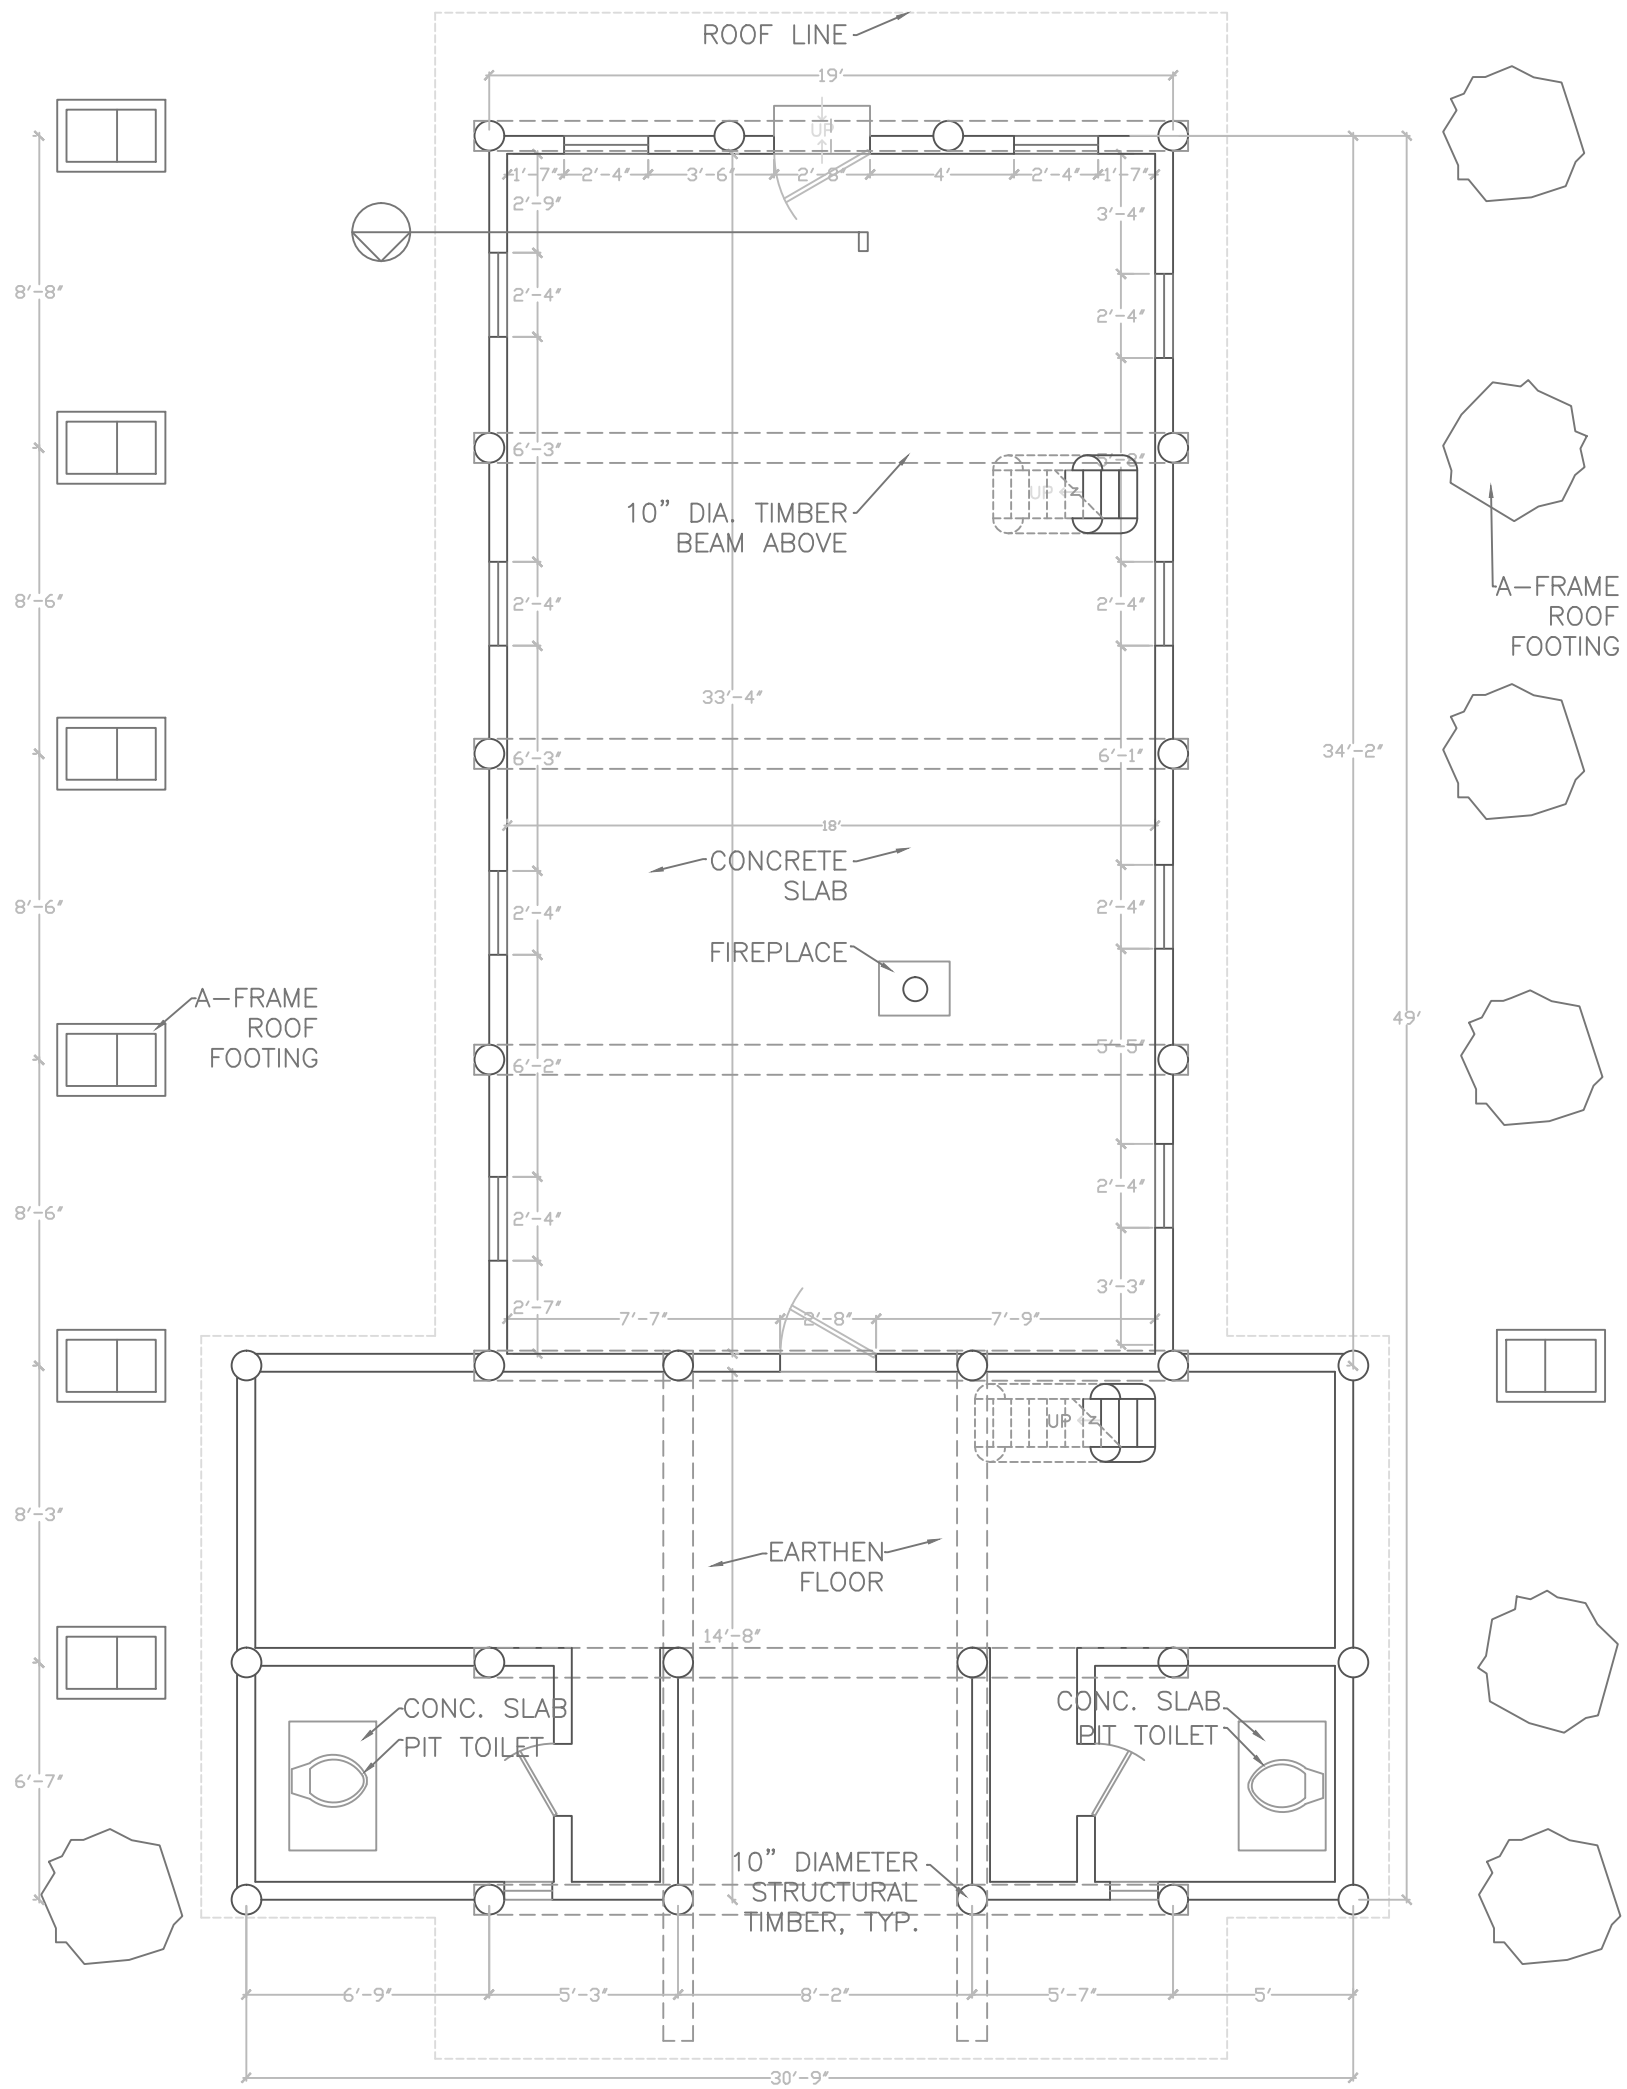 ROOF LINE
19'
UP
1'-7" 2'-4" 3'-6" 2'-8" 4' 2'-4" 1'-7"
2'-9"
3'-4"
8'-8"
2'-4"
2'-4"
6'-3"
5'-8"
UP
10" DIA. TIMBER
BEAM ABOVE
A-FRAME
ROOF
FOOTING
8'-6"
2'-4"
2'-4"
33'-4"
34'-2"
6'-3"
6'-1"
18'
CONCRETE
SLAB
8'-6"
2'-4"
2'-4"
FIREPLACE
A-FRAME
ROOF
FOOTING
49'
5'-5"
6'-2"
8'-6"
2'-4"
2'-4"
3'-3"
2'-7"
7'-7" 2'-8" 7'-9"
UP
8'-3"
EARTHEN
FLOOR
14'-8"
CONC. SLAB
PIT TOILET
CONC. SLAB
PIT TOILET
6'-7"
10" DIAMETER
STRUCTURAL
TIMBER, TYP.
6'-9" 5'-3" 8'-2" 5'-7" 5'
30'-9"